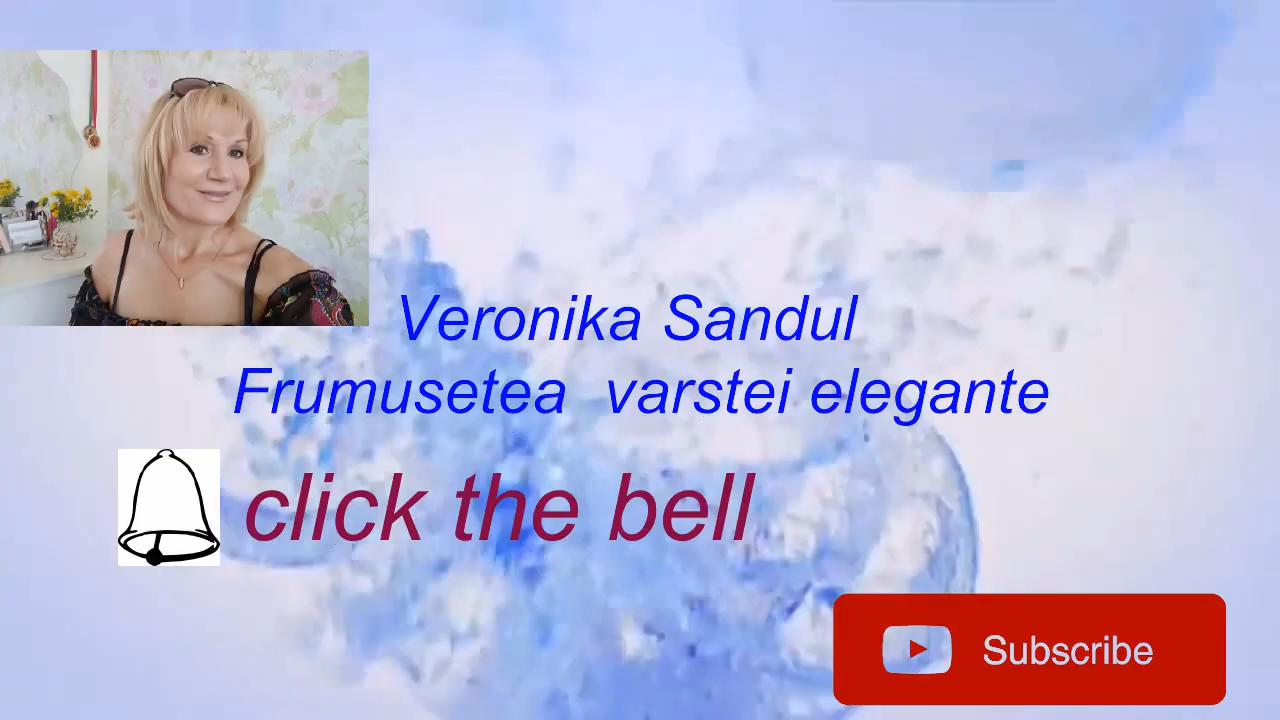 Veronika Sandul
Frumusetea varstei elegante
click the bell
Subscribe